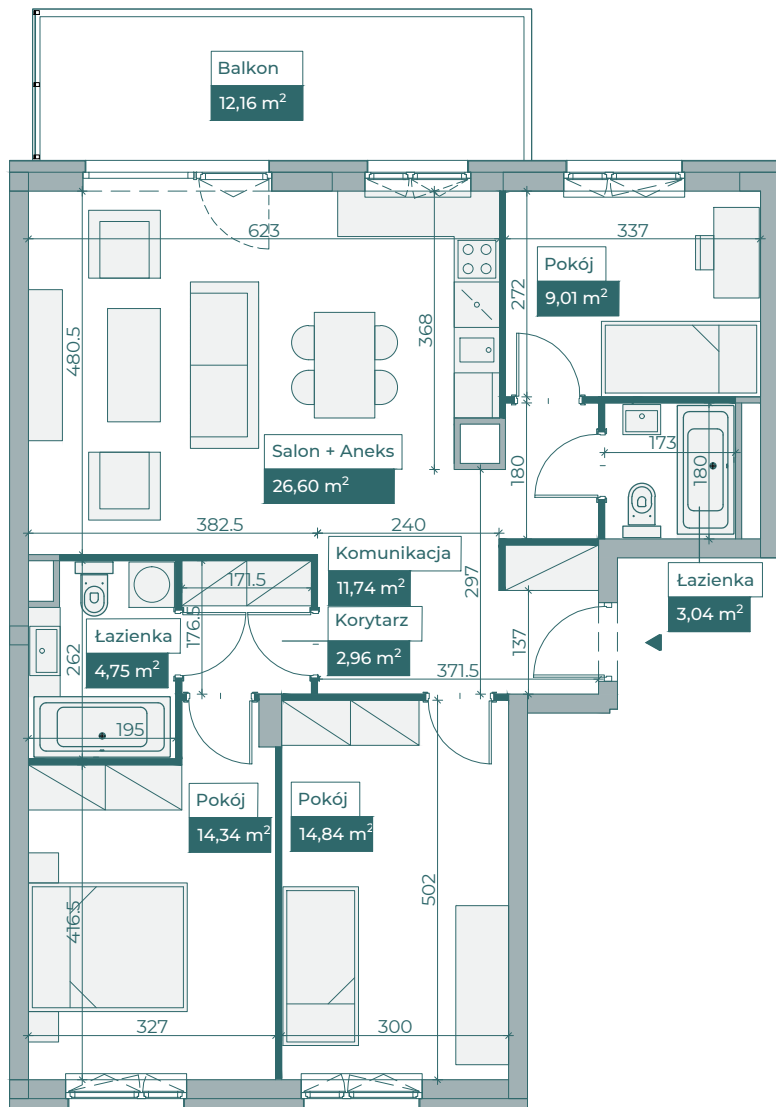 Balkon
12,16 m²
623
337
Pokój
9,01 m²
272
368
480.5
Salon + Aneks
26,60 m²
173
180
180
382.5
240
Komunikacja
11,74 m²
297
Łazienka
3,04 m²
171.5
176.5
Korytarz
2,96 m²
Łazienka
4,75 m²
262
137
371.5
195
Pokój
14,34 m²
Pokój
14,84 m²
502
416.5
327
300